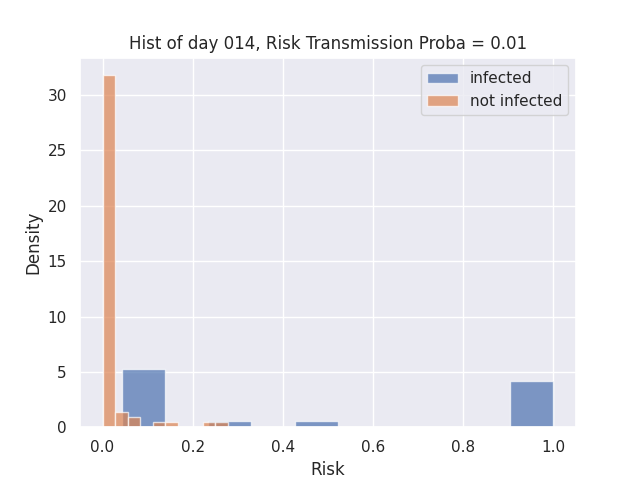 Hist of day 014, Risk Transmission Proba = 0.01
infected
not infected
30
25
20
15
10
5
0
Density
0.0 0.2 0.4 0.6 0.8 1.0
Risk